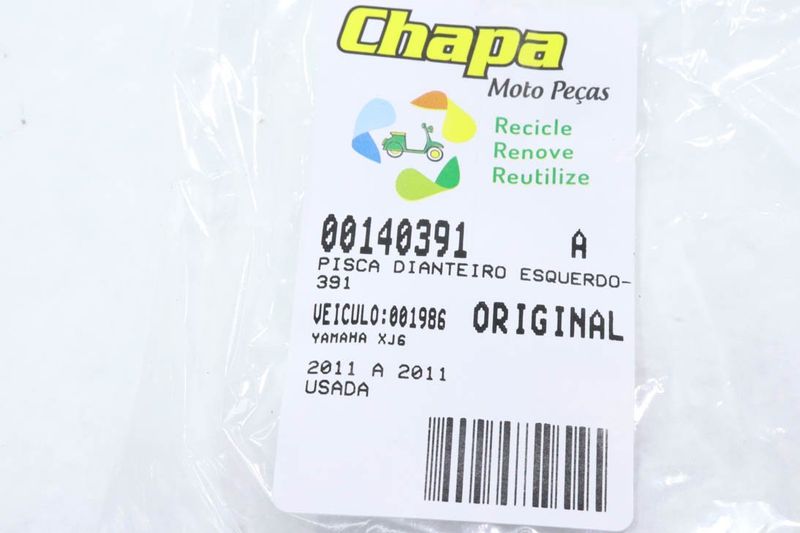 Chapa
Moto Peças
Recicle
Renove
Reutilize
00140391 A
PISCA DIANTEIRO ESQUERDO-
391
VEICULO:001986 ORIGINAL
YAMAHA XJ6
2011 A 2011
USADA